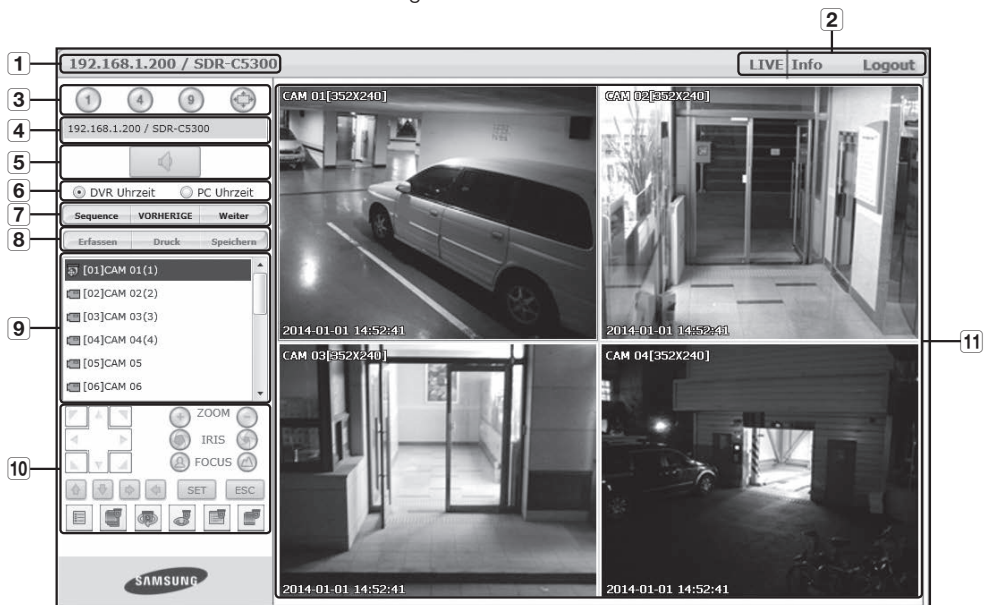 2
1
192.168.1.200 / SDR-C5300
LIVE Info Logout
3
1 4 9
4
192.168.1.200 / SDR-C5300
5
6
DVR Uhrzeit PC Uhrzeit
7
Sequence VORHERIGE Weiter
8
Erfassen Druck Speichern
9
[01]CAM 01(1)
[02]CAM 02(2)
[03]CAM 03(3)
[04]CAM 04(4)
[05]CAM 05
[06]CAM 06
10
ZOOM
IRIS
FOCUS
SET ESC
SAMSUNG
CAM 01[352X240]
2014-01-01 14:52:41
CAM 02[352X240]
2014-01-01 14:52:41
CAM 03[352X240]
2014-01-01 14:52:41
CAM 04[352X240]
2014-01-01 14:52:41
11